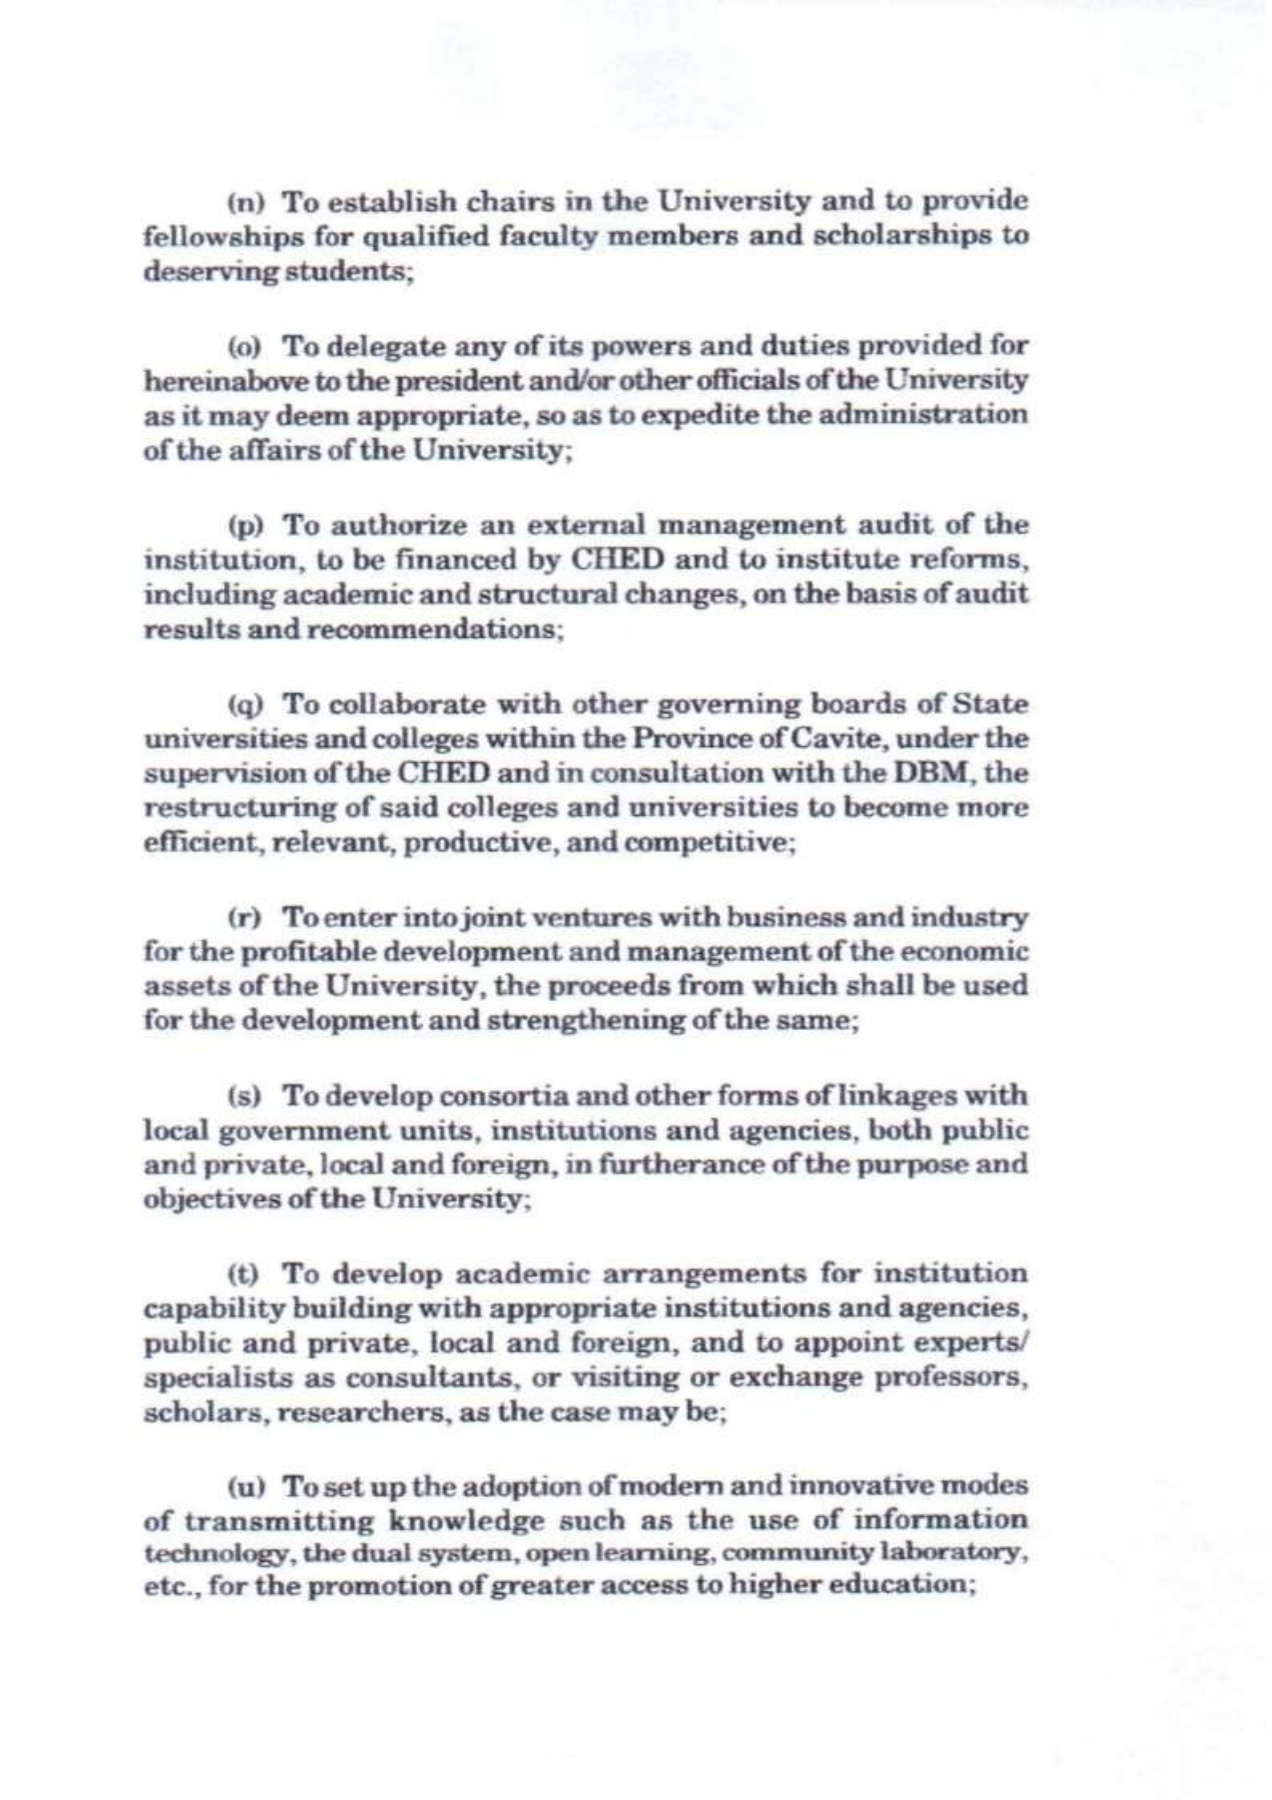 (n) To establish chairs in the University and to provide
fellowships for qualified faculty members and scholarships to
deserving students;
(o) To delegate any of its powers and duties provided for
hereinabove to the president and/or other officials of the University
as it may deem appropriate, so as to expedite the administration
of the affairs of the University;
(p) To authorize an external management audit of the
institution, to be financed by CHED and to institute reforms,
including academic and structural changes, on the basis of audit
results and recommendations;
(q) To collaborate with other governing boards of State
universities and colleges within the Province of Cavite, under the
supervision of the CHED and in consultation with the DBM, the
restructuring of said colleges and universities to become more
efficient, relevant, productive, and competitive;
(r) To enter into joint ventures with business and industry
for the profitable development and management of the economic
assets of the University, the proceeds from which shall be used
for the development and strengthening of the same;
(s) To develop consortia and other forms of linkages with
local government units, institutions and agencies, both public
and private, local and foreign, in furtherance of the purpose and
objectives of the University;
(t) To develop academic arrangements for institution
capability building with appropriate institutions and agencies,
public and private, local and foreign, and to appoint experts/
specialists as consultants, or visiting or exchange professors,
scholars, researchers, as the case may be;
(u) To set up the adoption of modern and innovative modes
of transmitting knowledge such as the use of information
technology, the dual system, open learning, community laboratory,
etc., for the promotion of greater access to higher education;